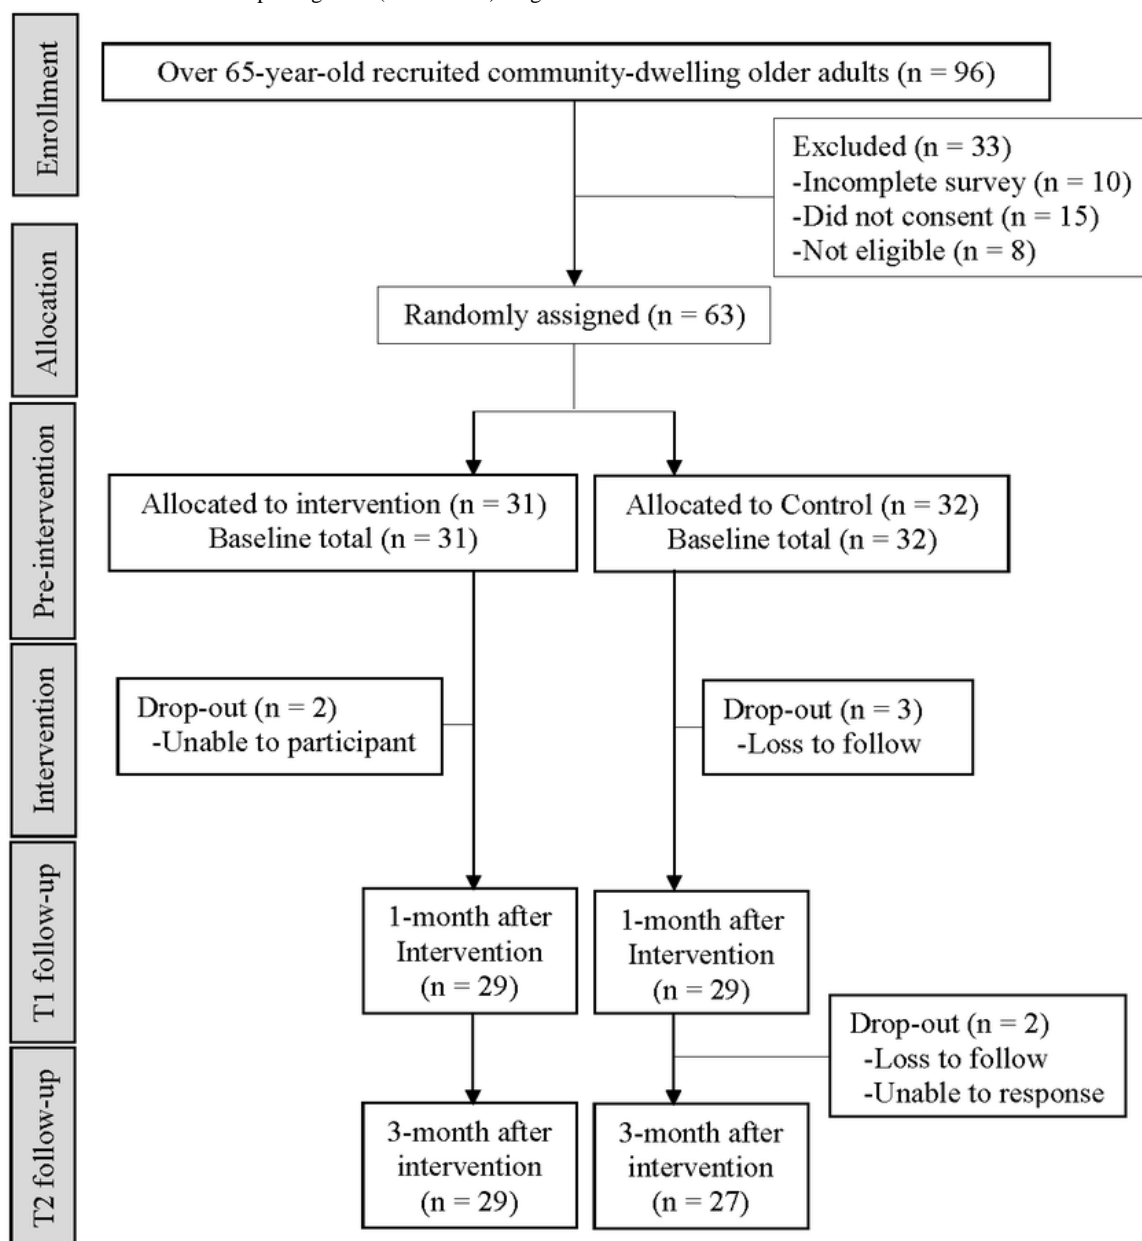 Enrollment
Over 65-year-old recruited community-dwelling older adults (n = 96)
Excluded (n = 33)
-Incomplete survey (n = 10)
-Did not consent (n = 15)
-Not eligible (n = 8)
Allocation
Randomly assigned (n = 63)
Pre-intervention
Allocated to intervention (n = 31)
Baseline total (n = 31)
Allocated to Control (n = 32)
Baseline total (n = 32)
Intervention
Drop-out (n = 2)
-Unable to participant
Drop-out (n = 3)
-Loss to follow
T1 follow-up
1-month after
Intervention
(n = 29)
1-month after
Intervention
(n = 29)
Drop-out (n = 2)
-Loss to follow
-Unable to response
T2 follow-up
3-month after
intervention
(n = 29)
3-month after
intervention
(n = 27)